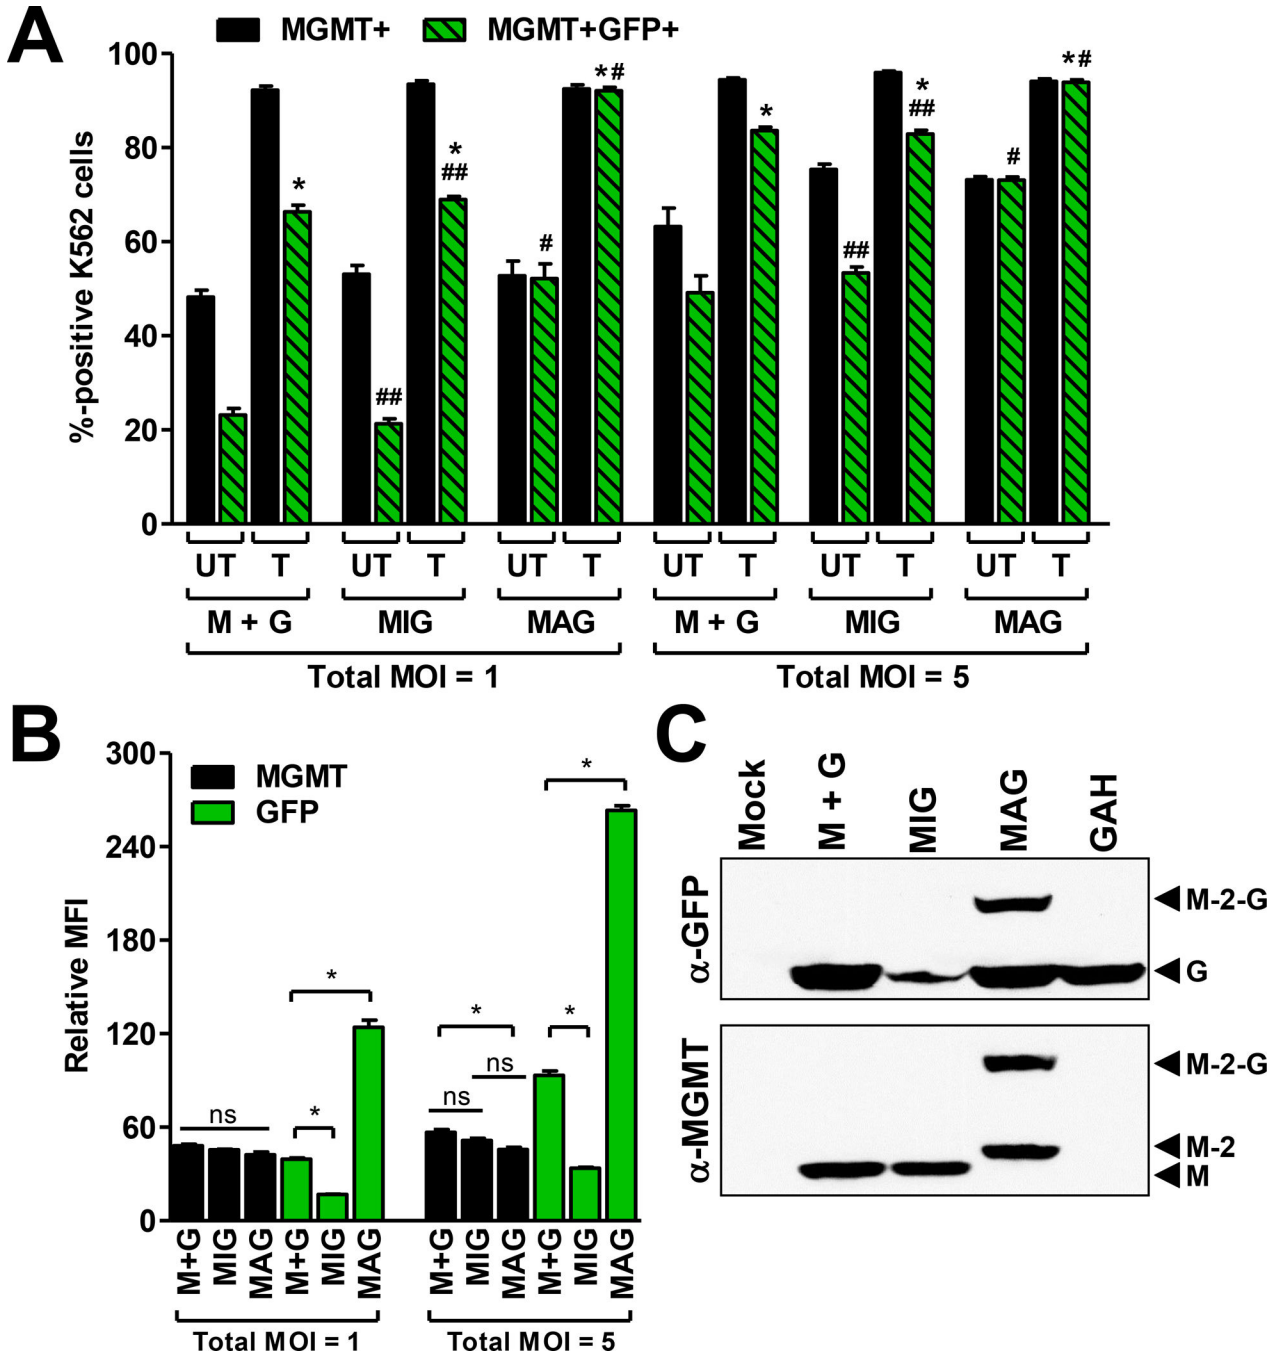 A
MGMT+ MGMT+GFP+
%-positive K562 cells
100
80
60
40
20
0
* * ## * # * * ## * #
## # ## #
UT T UT T UT T UT T UT T UT T
M + G MIG MAG M + G MIG MAG
Total MOI = 1 Total MOI = 5
B
MGMT
GFP
Relative MFI
300
240
180
120
60
0
ns * *
ns * ns * *
M+G MIG MAG M+G MIG MAG M+G MIG MAG M+G MIG MAG
Total MOI = 1 Total MOI = 5
C
Mock M + G MIG MAG GAH
α-GFP
M-2-G
G
α-MGMT
M-2-G
M-2
M